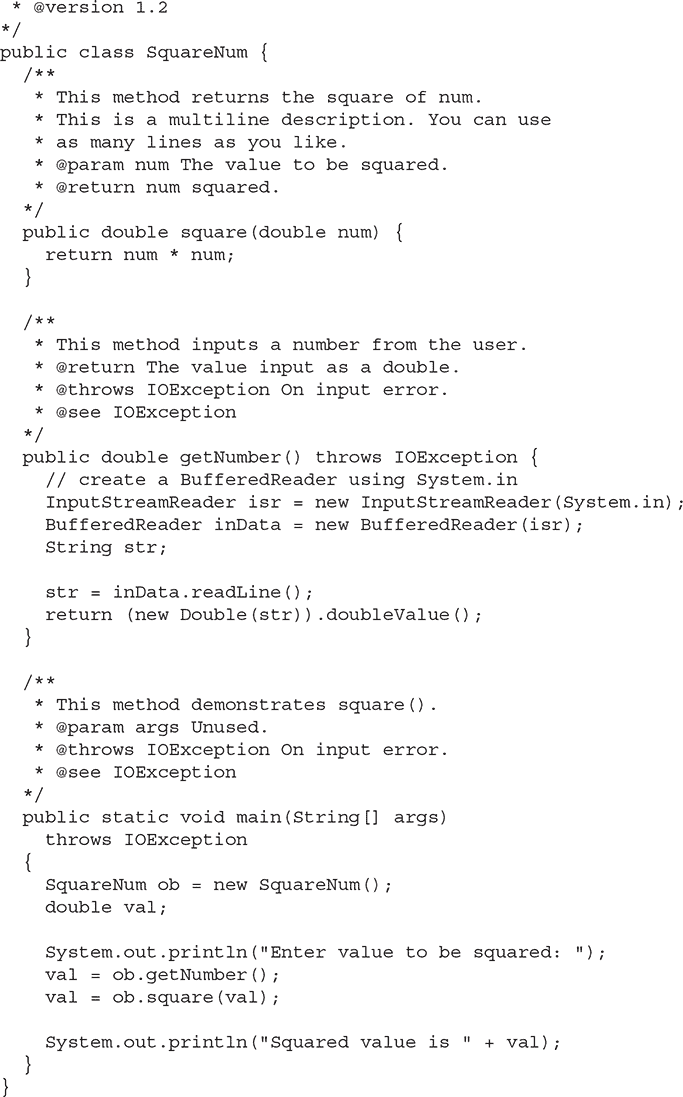 * @version 1.2
*/
public class SquareNum {
  /**
   * This method returns the square of num.
   * This is a multiline description. You can use
   * as many lines as you like.
   * @param num The value to be squared.
   * @return num squared.
  */
  public double square(double num) {
    return num * num;
  }

  /**
   * This method inputs a number from the user.
   * @return The value input as a double.
   * @throws IOException On input error.
   * @see IOException
  */
  public double getNumber() throws IOException {
    // create a BufferedReader using System.in
    InputStreamReader isr = new InputStreamReader(System.in);
    BufferedReader inData = new BufferedReader(isr);
    String str;

    str = inData.readLine();
    return (new Double(str)).doubleValue();
  }

  /**
   * This method demonstrates square().
   * @param args Unused.
   * @throws IOException On input error.
   * @see IOException
  */
  public static void main(String[] args)
    throws IOException
  {
    SquareNum ob = new SquareNum();
    double val;

    System.out.println("Enter value to be squared: ");
    val = ob.getNumber();
    val = ob.square(val);

    System.out.println("Squared value is " + val);
  }
}